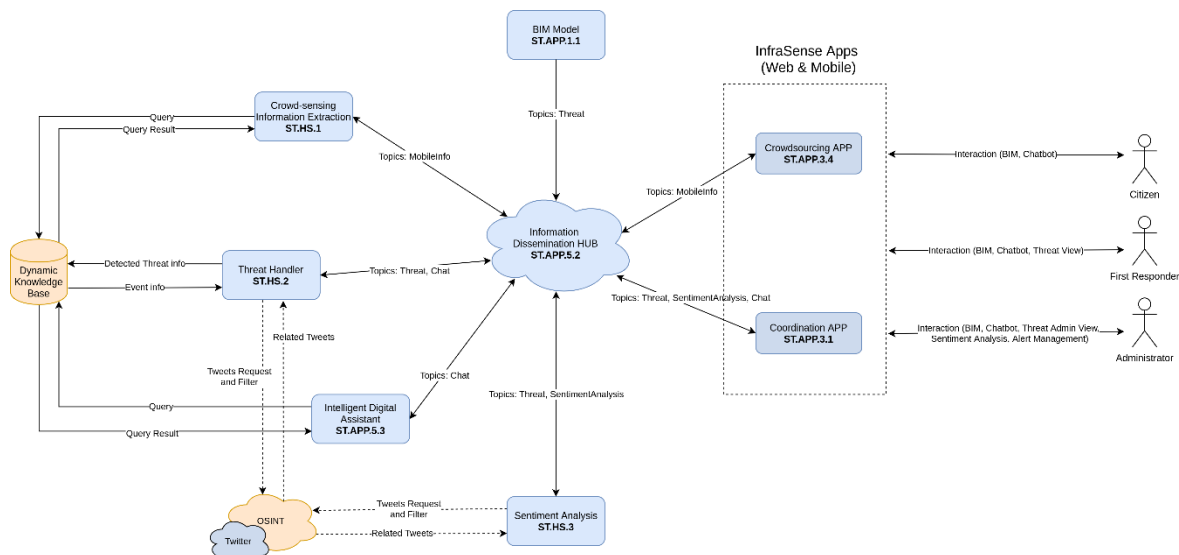 BIM Model
ST.APP.1.1
InfraSense Apps
(Web & Mobile)
Topics: Threat
Query
Query Result
Crowd-sensing
Information Extraction
ST.HS.1
Topics: MobileInfo
Topics: MobileInfo
Crowdsourcing APP
ST.APP.3.4
Interaction (BIM, Chatbot)
Citizen
Information
Dissemination HUB
ST.APP.5.2
Dynamic
Knowledge
Base
Detected Threat info
Event info
Threat Handler
ST.HS.2
Topics: Threat, Chat
Interaction (BIM, Chatbot, Threat View)
First Responder
Topics: Threat, SentimentAnalysis, Chat
Coordination APP
ST.APP.3.1
Interaction (BIM, Chatbot, Threat Admin View,
Sentiment Analysis. Alert Management)
Administrator
Related Tweets
Tweets Request
and Filter
Topics: Chat
Topics: Threat, SentimentAnalysis
Query
Query Result
Intelligent Digital
Assistant
ST.APP.5.3
Tweets Request
and Filter
Related Tweets
OSINT
Twitter
Sentiment Analysis
ST.HS.3